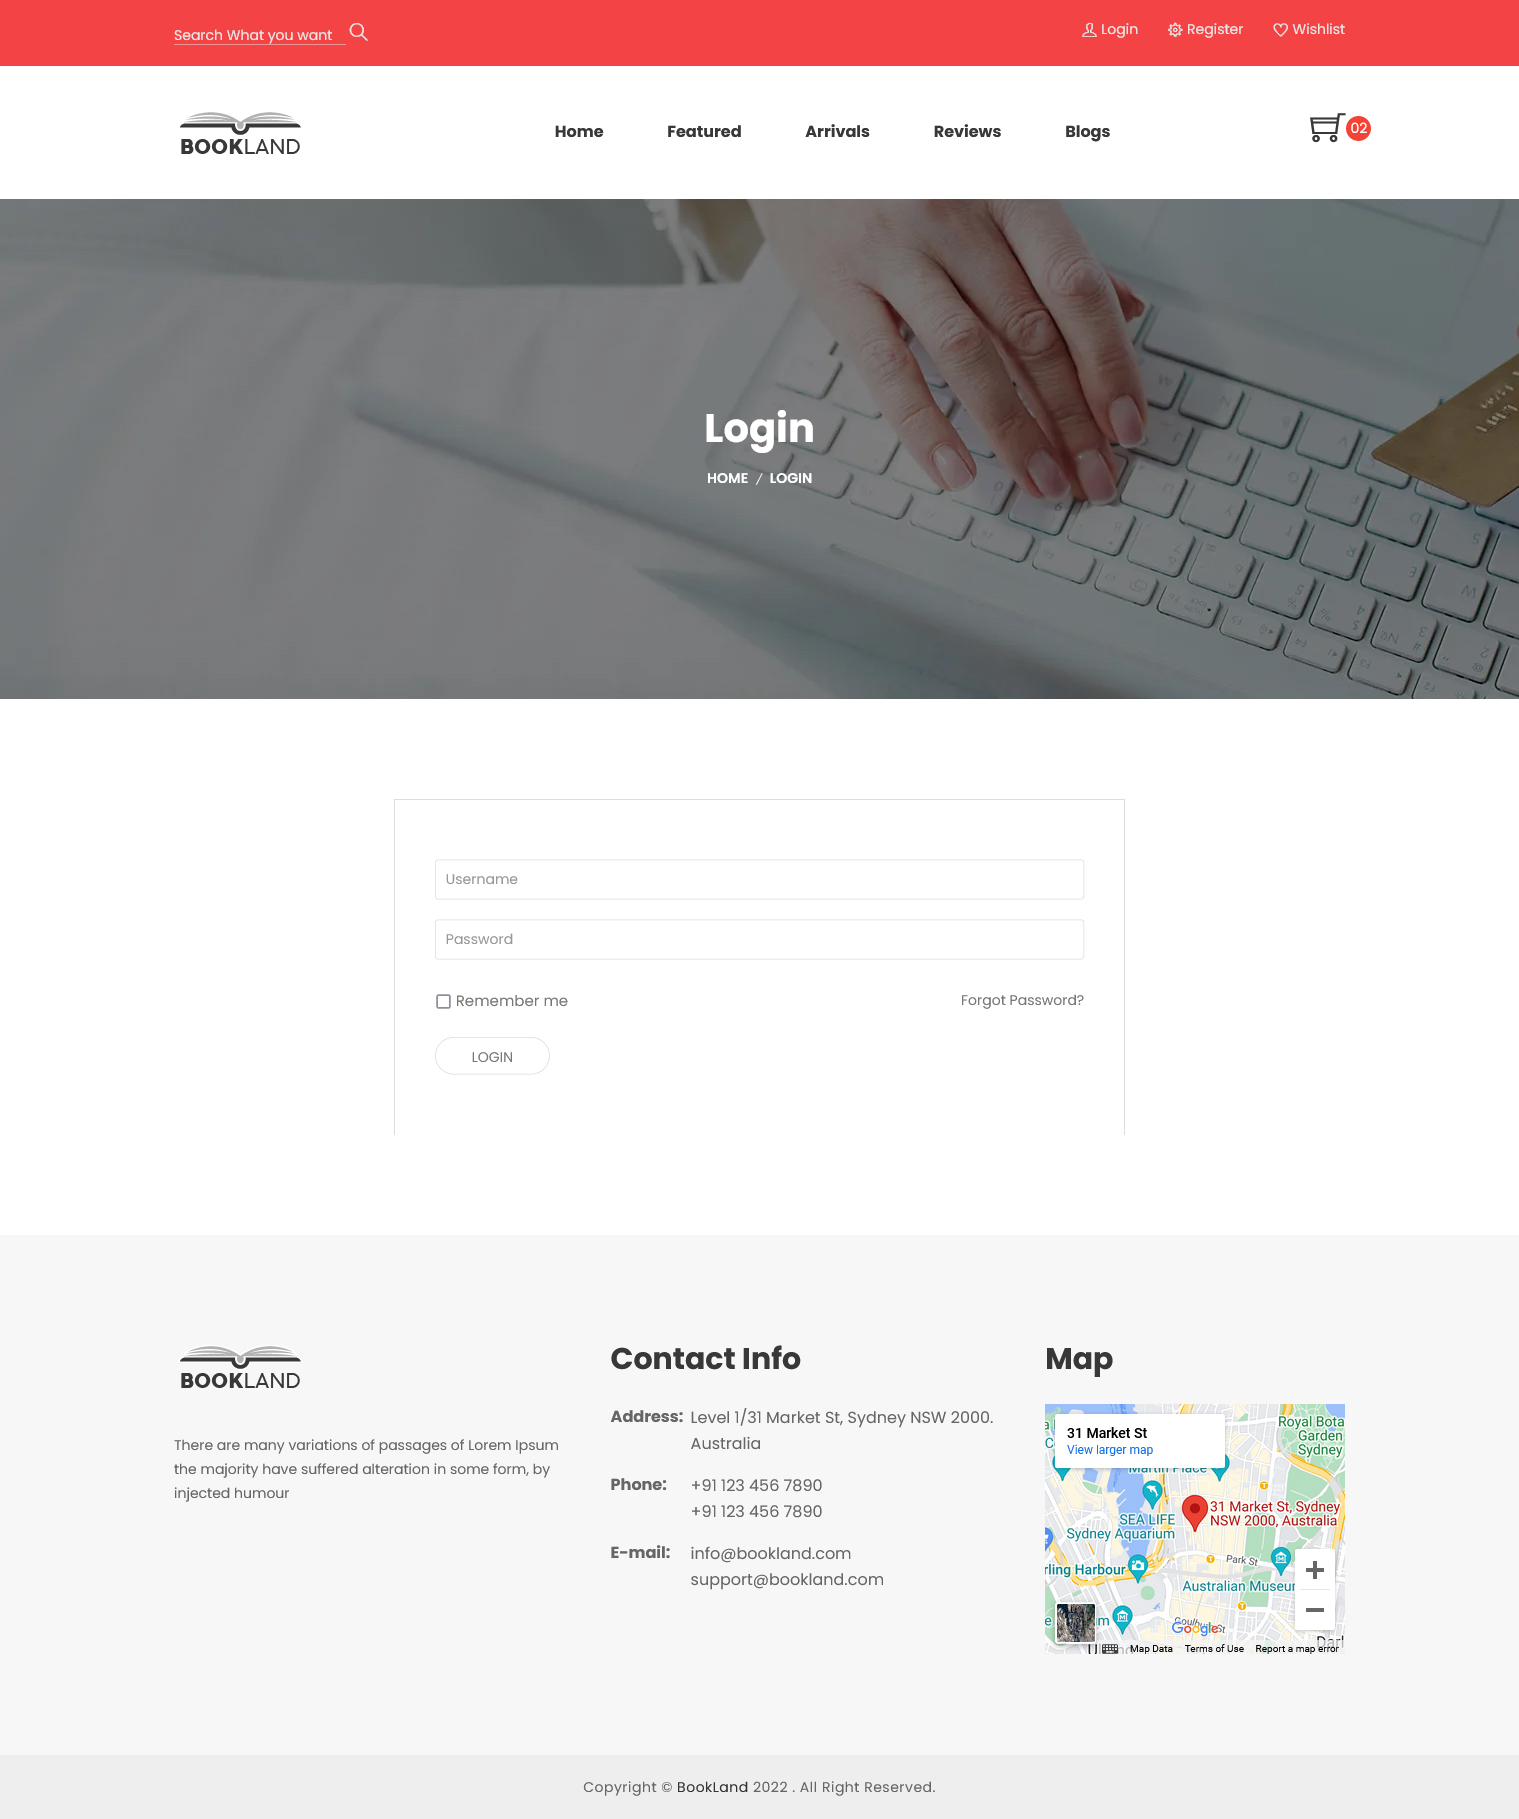 Search What you want
Login
Register
Wishlist
BOOKLAND
Home
Featured
Arrivals
Reviews
Blogs
02
Login
HOME / LOGIN
Username
Password
Remember me
Forgot Password?
LOGIN
BOOKLAND
There are many variations of passages of Lorem Ipsum
the majority have suffered alteration in some form, by
injected humour
Contact Info
Address: Level 1/31 Market St, Sydney NSW 2000.
Australia
Phone: +91 123 456 7890
+91 123 456 7890
E-mail: info@bookland.com
support@bookland.com
Map
31 Market St
View larger map
Royal Bota
Garden
Sydney
Martin Place
31 Market St, Sydney
NSW 2000, Australia
SEA LIFE
Sydney Aquarium
Park St
rling Harbour
Australian Museu
Goulburn St
Google
Map Data
Terms of Use
Report a map error
Copyright © BookLand 2022 . All Right Reserved.